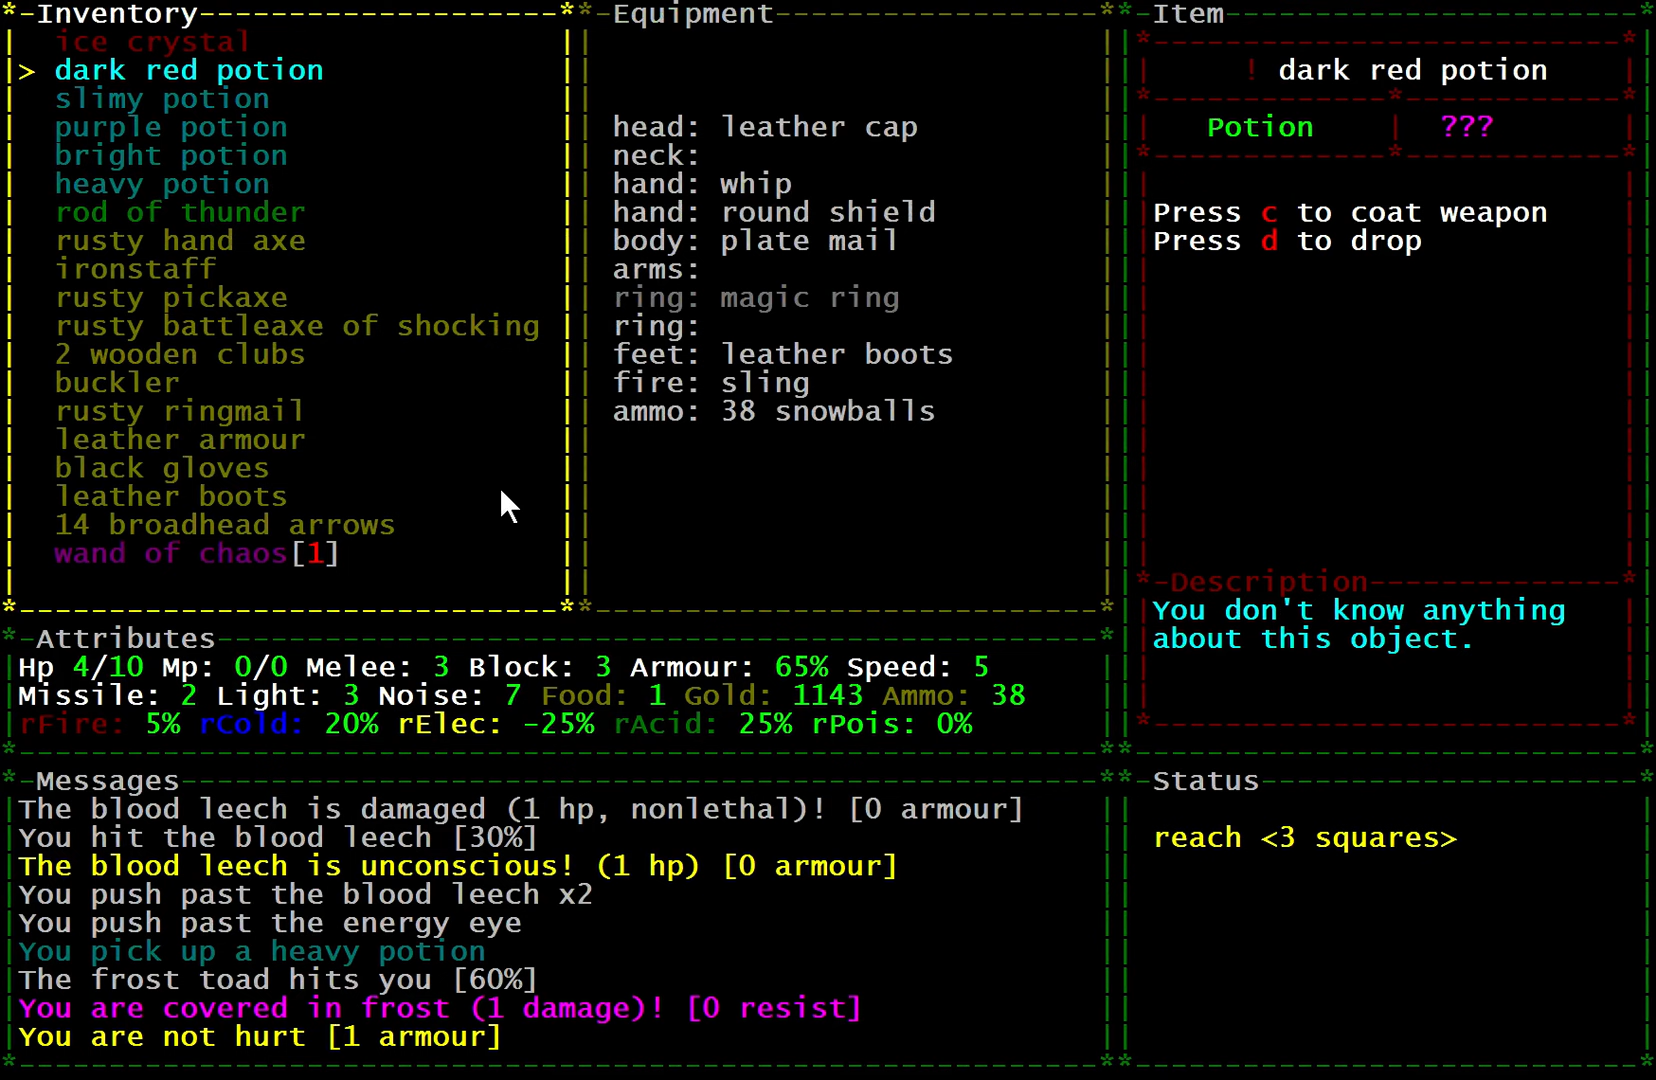 Inventory
ice crystal
> dark red potion
slimy potion
purple potion
bright potion
heavy potion
rod of thunder
rusty hand axe
ironstaff
rusty pickaxe
rusty battleaxe of shocking
2 wooden clubs
buckler
rusty ringmail
leather armour
black gloves
leather boots
14 broadhead arrows
wand of chaos[1]
Equipment
head: leather cap
neck:
hand: whip
hand: round shield
body: plate mail
arms:
ring: magic ring
ring:
feet: leather boots
fire: sling
ammo: 38 snowballs
Item
! dark red potion
Potion | ???
Press c to coat weapon
Press d to drop
Description
You don't know anything
about this object.
Attributes
Hp 4/10 Mp: 0/0 Melee: 3 Block: 3 Armour: 65% Speed: 5
Missile: 2 Light: 3 Noise: 7 Food: 1 Gold: 1143 Ammo: 38
rFire: 5% rCold: 20% rElec: -25% rAcid: 25% rPois: 0%
Messages
The blood leech is damaged (1 hp, nonlethal)! [0 armour]
You hit the blood leech [30%]
The blood leech is unconscious! (1 hp) [0 armour]
You push past the blood leech x2
You push past the energy eye
You pick up a heavy potion
The frost toad hits you [60%]
You are covered in frost (1 damage)! [0 resist]
You are not hurt [1 armour]
Status
reach <3 squares>